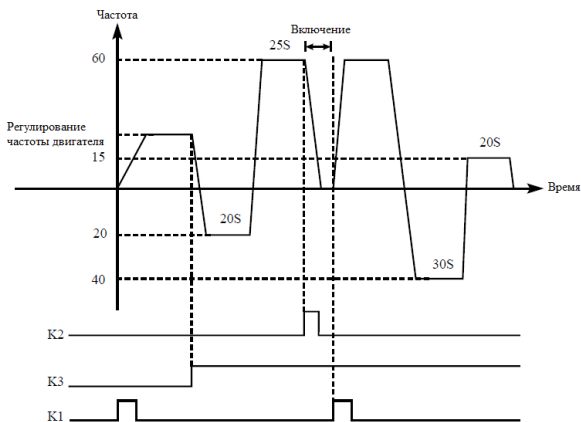 Частота
Включение
25S
60
Регулирование
частоты двигателя
15
20S
Время
20S
20
30S
40
K2
K3
K1